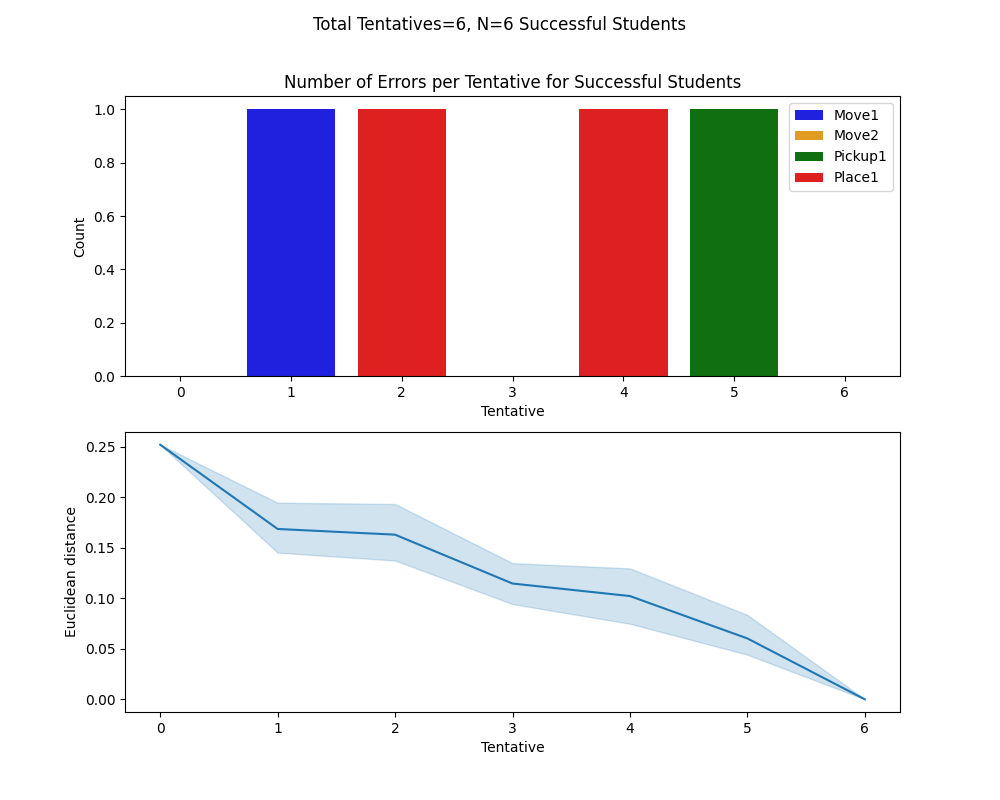 Total Tentatives=6, N=6 Successful Students
Number of Errors per Tentative for Successful Students
1.0
0.8
0.6
0.4
0.2
0.0
Count
Move1
Move2
Pickup1
Place1
0 1 2 3 4 5 6
Tentative
0.25
0.20
0.15
0.10
0.05
0.00
Euclidean distance
0 1 2 3 4 5 6
Tentative